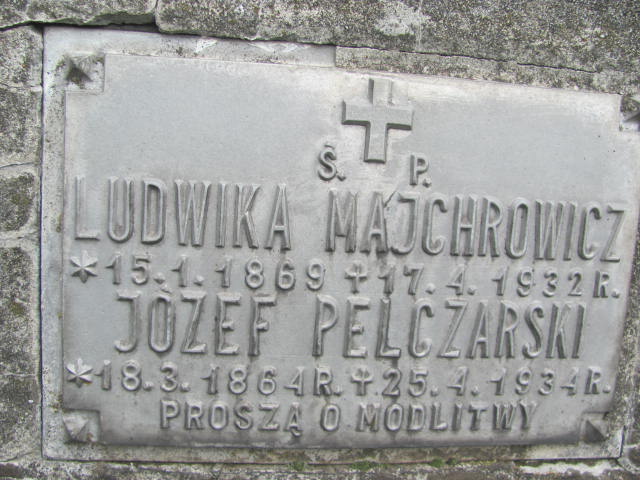 Ś. P.
LUDWIKA MAJCHROWICZ
*15.1.1869 +17.4.1932 R.
JÓZEF PELCZARSKI
*18.3.1864 R. +25.4.1934 R.
PROSZĄ O MODLITWY